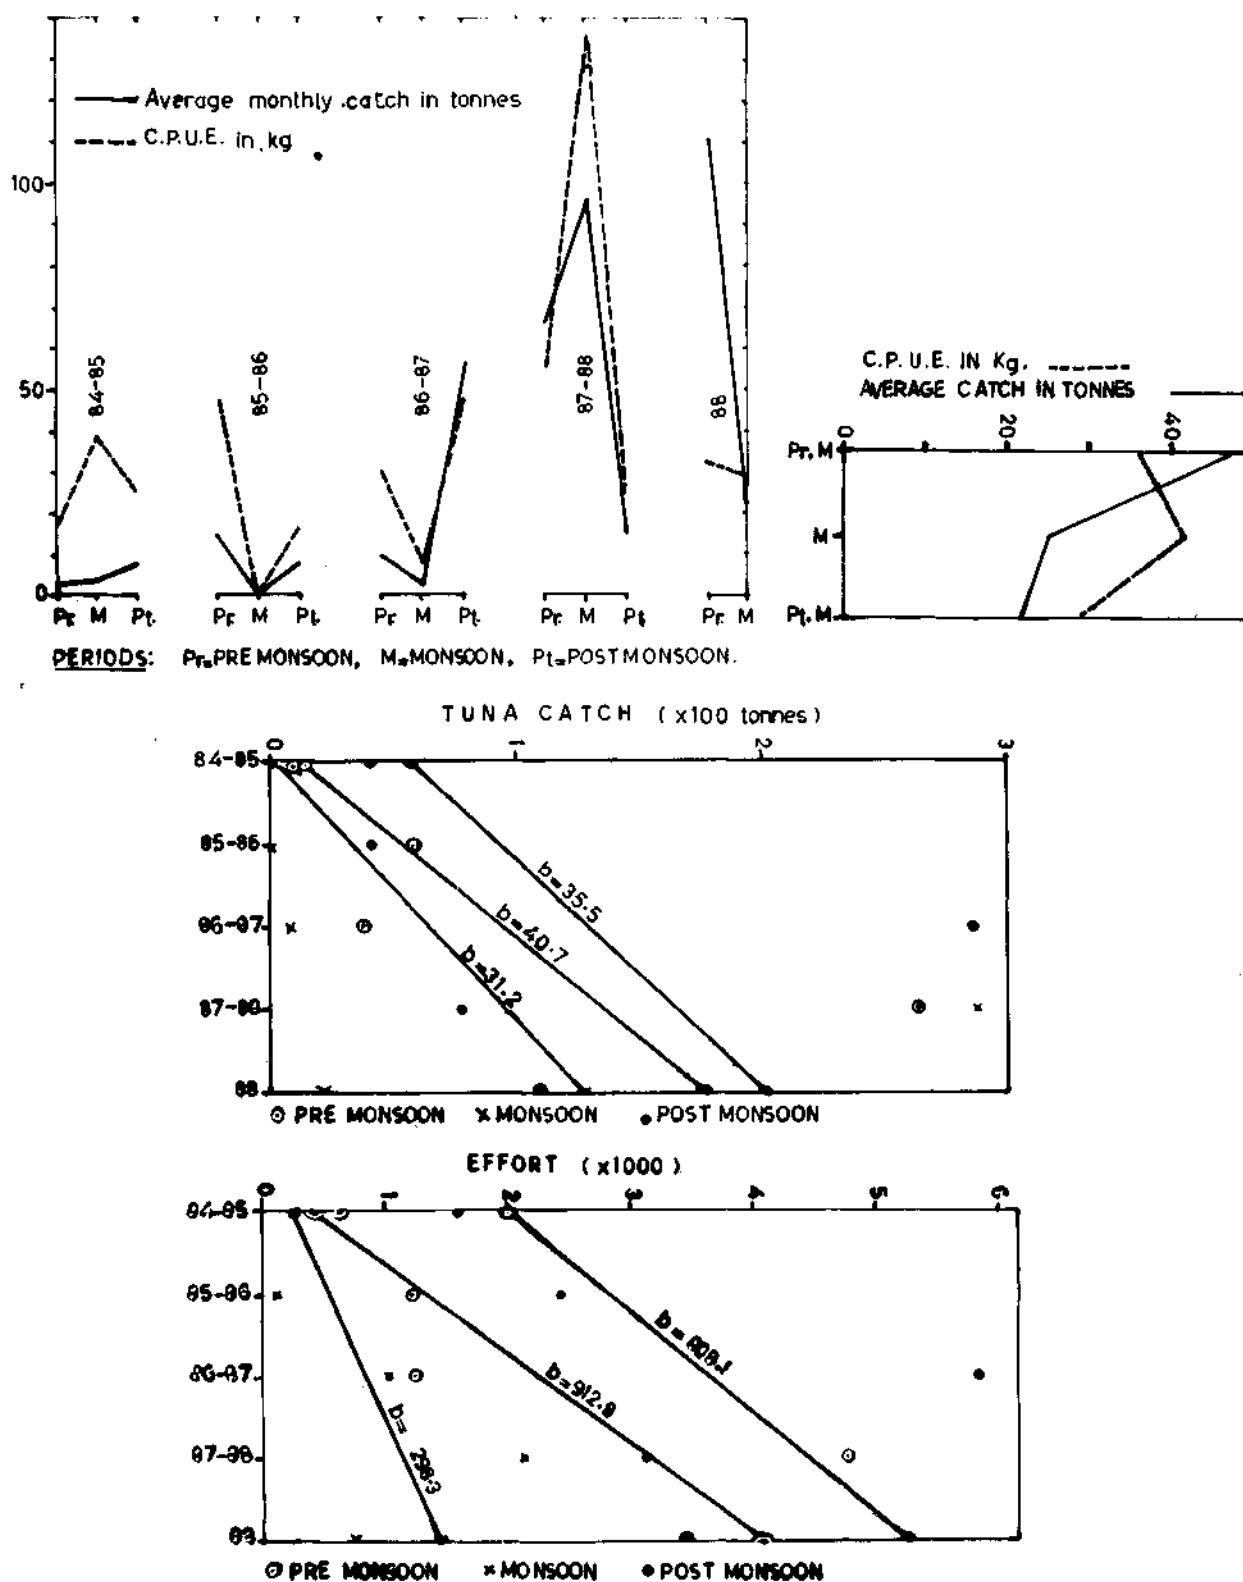 Average monthly catch in tonnes
C.P.U.E. in kg
100
50
0
84-85
85-86
86-87
87-88
88
Pr. M Pt.
Pr. M Pt.
Pr. M Pt.
Pr. M Pt.
Pr. M
PERIODS: Pr=PRE MONSOON, M=MONSOON, Pt=POSTMONSOON.
C.P.U.E. IN Kg.
AVERAGE CATCH IN TONNES
0 20 40
Pr. M
M
Pt. M
TUNA CATCH (x100 tonnes)
0 1 2 3
84-85
85-86
86-87
87-88
88
b=35.5
b=40.7
b=31.2
PRE MONSOON × MONSOON POST MONSOON
EFFORT (x1000)
0 1 2 3 4 5 6
84-85
85-86
86-87
87-88
88
b=912.8
b= 298.3
PRE MONSOON × MONSOON POST MONSOON